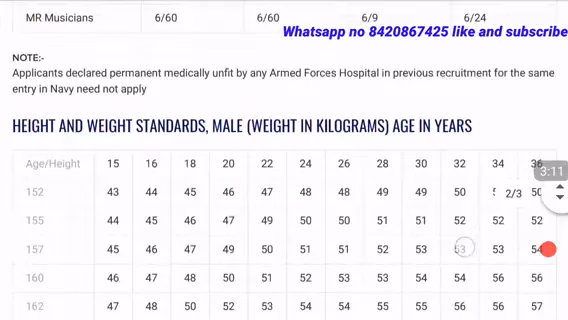 MR Musicians 6/60 6/60 6/9 6/24
Whatsapp no 8420867425 like and subscribe
NOTE:-
Applicants declared permanent medically unfit by any Armed Forces Hospital in previous recruitment for the same
entry in Navy need not apply
HEIGHT AND WEIGHT STANDARDS, MALE (WEIGHT IN KILOGRAMS) AGE IN YEARS
Age/Height 15 16 18 20 22 24 26 28 30 32 34 36
3:11
152 43 44 45 46 47 48 48 49 49 50 50
2/3
155 44 45 46 47 49 50 50 51 51 52 52 52
157 45 46 47 49 50 51 51 52 53 53 53 54
160 46 47 48 50 51 52 53 53 54 54 56 56
162 47 48 50 52 53 54 54 55 55 56 56 57